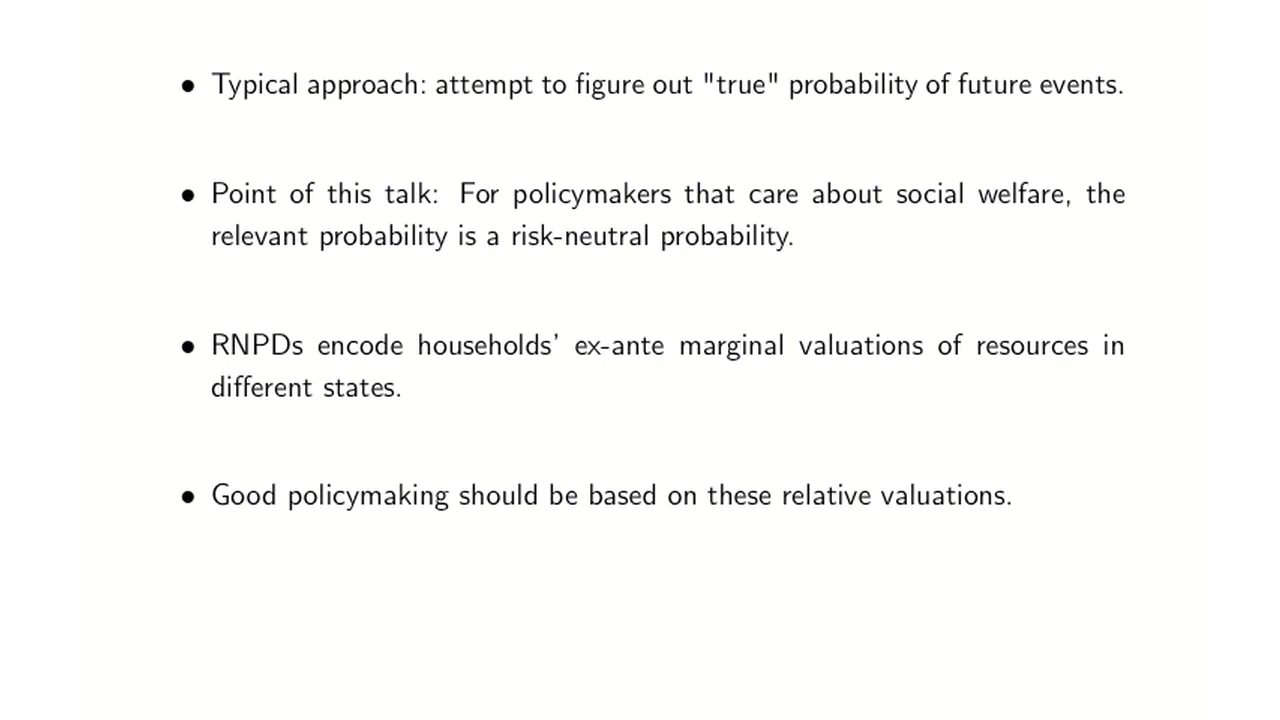 • Typical approach: attempt to figure out "true" probability of future events.
• Point of this talk: For policymakers that care about social welfare, the
relevant probability is a risk-neutral probability.
• RNPDs encode households' ex-ante marginal valuations of resources in
different states.
• Good policymaking should be based on these relative valuations.